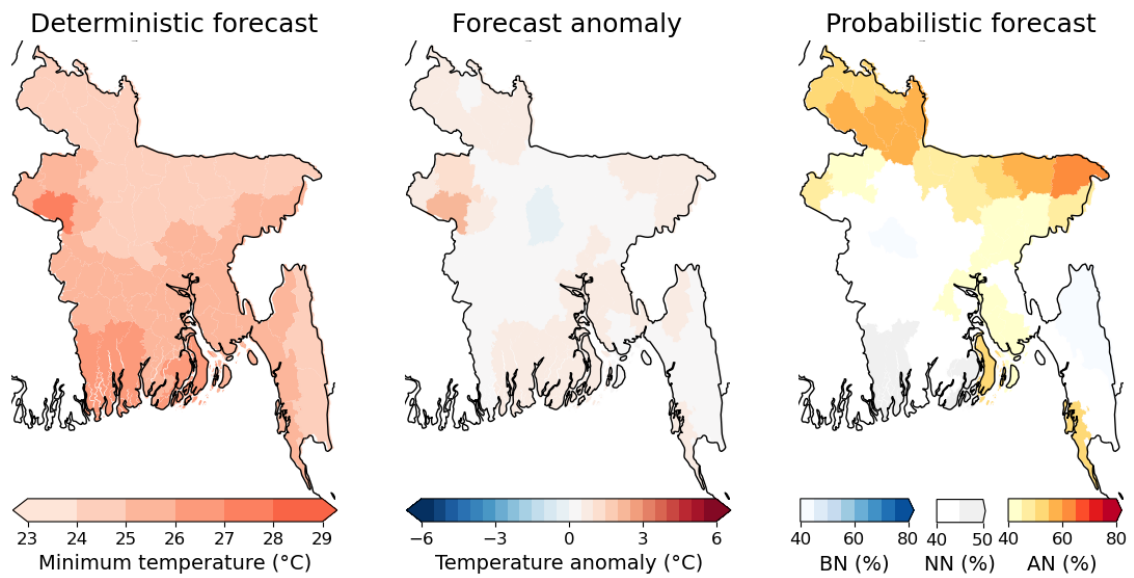 Deterministic forecast
Forecast anomaly
Probabilistic forecast
23 24 25 26 27 28 29
Minimum temperature (°C)
−6 −3 0 3 6
Temperature anomaly (°C)
40 60 80
BN (%)
40 50
NN (%)
40 60 80
AN (%)